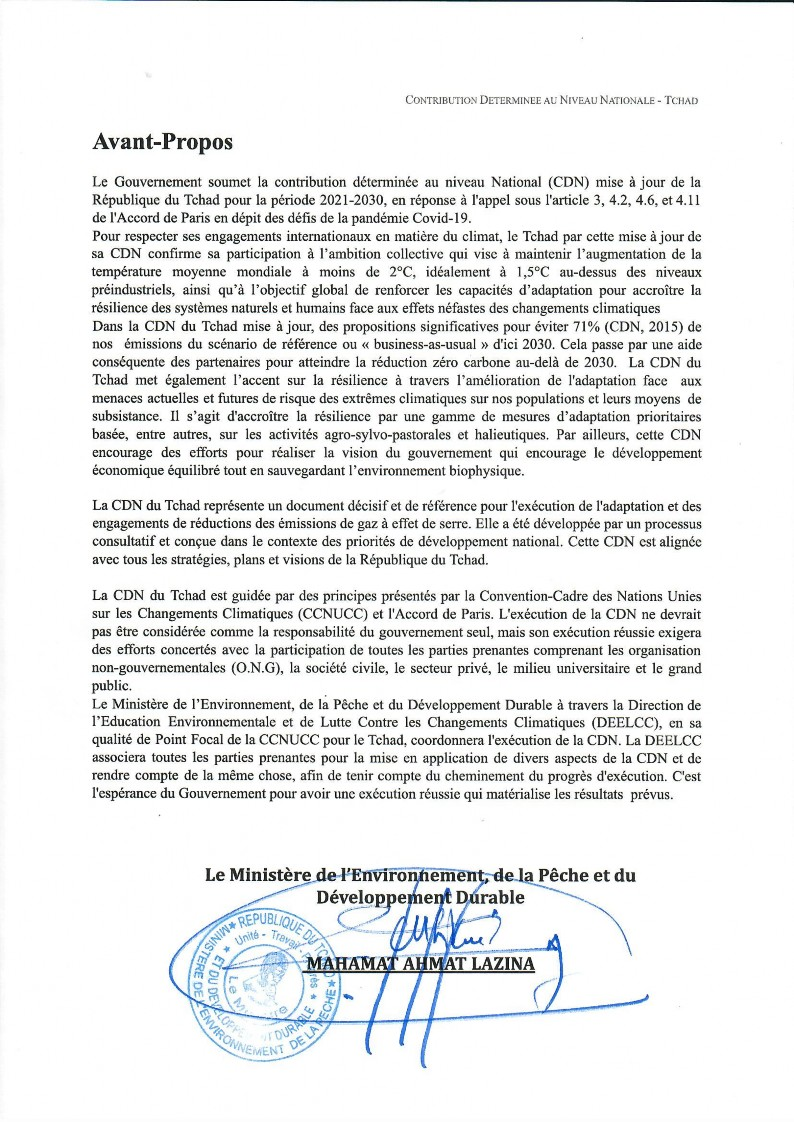 CONTRIBUTION DETERMINEE AU NIVEAU NATIONALE - TCHAD
Avant-Propos
Le Gouvernement soumet la contribution déterminée au niveau National (CDN) mise à jour de la
République du Tchad pour la période 2021-2030, en réponse à l'appel sous l'article 3, 4.2, 4.6, et 4.11
de l'Accord de Paris en dépit des défis de la pandémie Covid-19.
Pour respecter ses engagements internationaux en matière du climat, le Tchad par cette mise à jour de
sa CDN confirme sa participation à l’ambition collective qui vise à maintenir l’augmentation de la
température moyenne mondiale à moins de 2°C, idéalement à 1,5°C au-dessus des niveaux
préindustriels, ainsi qu’à l’objectif global de renforcer les capacités d’adaptation pour accroître la
résilience des systèmes naturels et humains face aux effets néfastes des changements climatiques
Dans la CDN du Tchad mise à jour, des propositions significatives pour éviter 71% (CDN, 2015) de
nos émissions du scénario de référence ou « business-as-usual » d'ici 2030. Cela passe par une aide
conséquente des partenaires pour atteindre la réduction zéro carbone au-delà de 2030. La CDN du
Tchad met également l’accent sur la résilience à travers l’amélioration de l'adaptation face aux
menaces actuelles et futures de risque des extrêmes climatiques sur nos populations et leurs moyens de
subsistance. Il s’agit d'accroître la résilience par une gamme de mesures d’adaptation prioritaires
basée, entre autres, sur les activités agro-sylvo-pastorales et halieutiques. Par ailleurs, cette CDN
encourage des efforts pour réaliser la vision du gouvernement qui encourage le développement
économique équilibré tout en sauvegardant l’environnement biophysique.
La CDN du Tchad représente un document décisif et de référence pour l'exécution de l'adaptation et des
engagements de réductions des émissions de gaz à effet de serre. Elle a été développée par un processus
consultatif et conçue dans le contexte des priorités de développement national. Cette CDN est alignée
avec tous les stratégies, plans et visions de la République du Tchad.
La CDN du Tchad est guidée par des principes présentés par la Convention-Cadre des Nations Unies
sur les Changements Climatiques (CCNUCC) et l'Accord de Paris. L'exécution de la CDN ne devrait
pas être considérée comme la responsabilité du gouvernement seul, mais son exécution réussie exigera
des efforts concertés avec la participation de toutes les parties prenantes comprenant les organisation
non-gouvernementales (O.N.G), la société civile, le secteur privé, le milieu universitaire et le grand
public.
Le Ministère de l’Environnement, de la Pêche et du Développement Durable à travers la Direction de
l’Education Environnementale et de Lutte Contre les Changements Climatiques (DEELCC), en sa
qualité de Point Focal de la CCNUCC pour le Tchad, coordonnera l'exécution de la CDN. La DEELCC
associera toutes les parties prenantes pour la mise en application de divers aspects de la CDN et de
rendre compte de la même chose, afin de tenir compte du cheminement du progrès d'exécution. C'est
l'espérance du Gouvernement pour avoir une exécution réussie qui matérialise les résultats prévus.
Le Ministère de l’Environnement, de la Pêche et du
Développement Durable
MAHAMAT AHMAT LAZINA
REPUBLIQUE DU TCHAD
Unité - Travail
MINISTERE DE L'ENVIRONNEMENT DE LA PECHE
ET DU DEVELOPPEMENT DURABLE